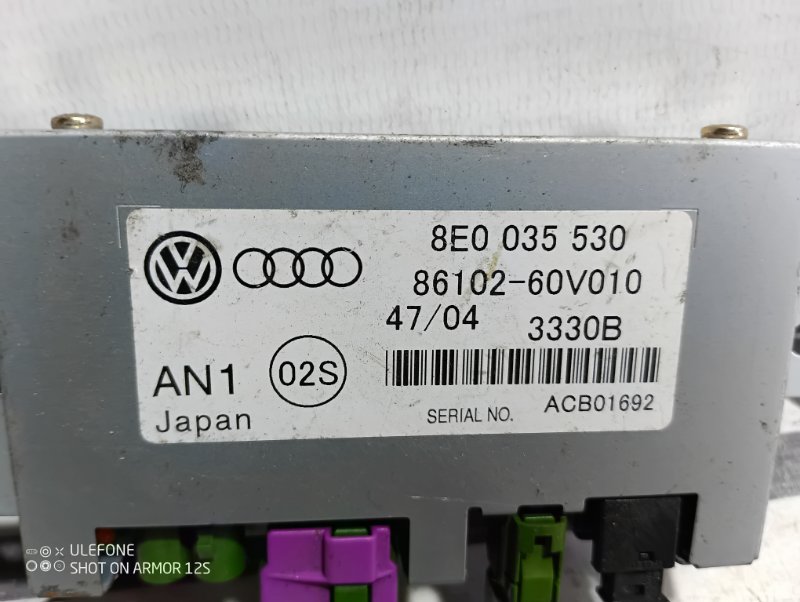 VW
8E0 035 530
86102-60V010
47/04 3330B
AN1 02S
Japan
SERIAL NO. ACB01692
ULEFONE
SHOT ON ARMOR 12S